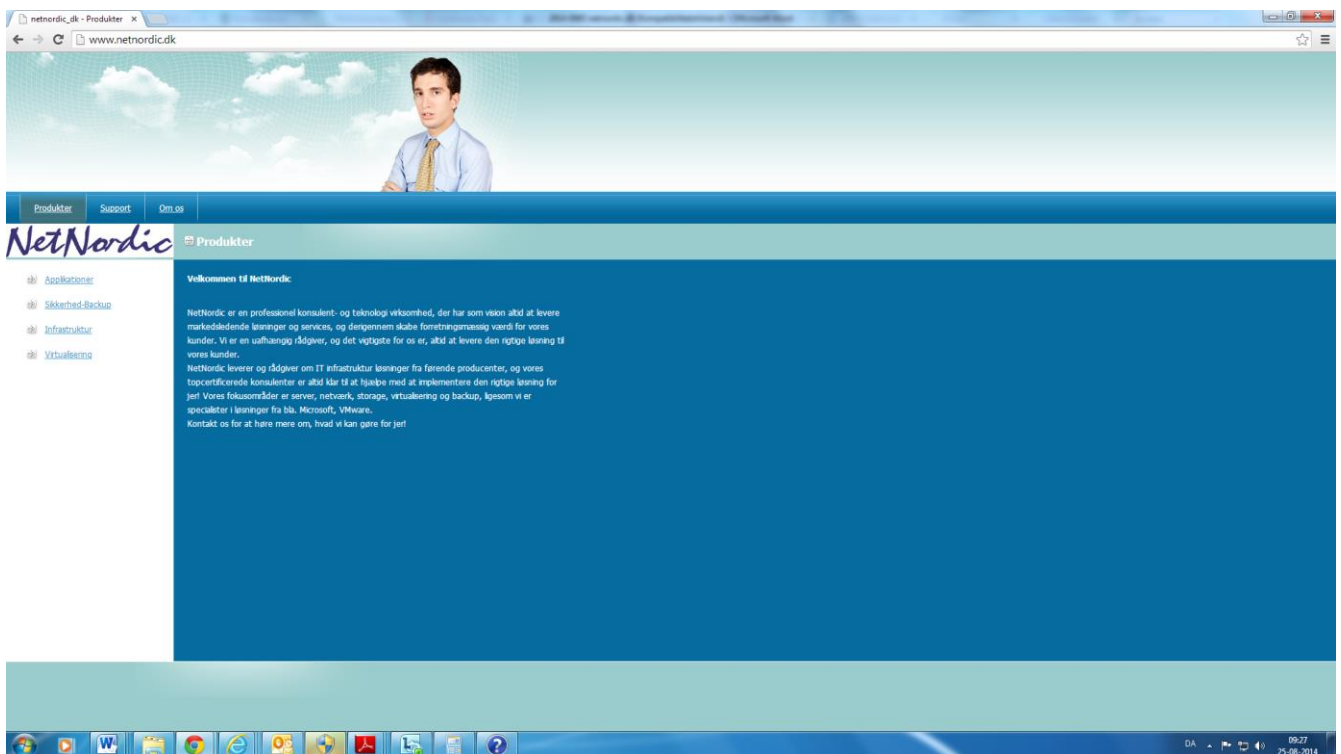 netnordic_dk - Produkter
www.netnordic.dk
Produkter Support Om os
NetNordic
Produkter
Applikationer
Sikkerhed-Backup
Infrastruktur
Virtualisering
Velkommen til NetNordic
NetNordic er en professionel konsulent- og teknologi virksomhed, der har som vision altid at levere
markedsledende løsninger og services, og derigennem skabe forretningsmæssig værdi for vores
kunder. Vi er en uafhængig rådgiver, og det vigtigste for os er, altid at levere den rigtige løsning til
vores kunder.
NetNordic leverer og rådgiver om IT infrastruktur løsninger fra førende producenter, og vores
topcertificerede konsulenter er altid klar til at hjælpe med at implementere den rigtige løsning for
jer! Vores fokusområder er server, netværk, storage, virtualisering og backup, ligesom vi er
specialister i løsninger fra bla. Microsoft, VMware.
Kontakt os for at høre mere om, hvad vi kan gøre for jer!
DA
09:27
25-08-2014